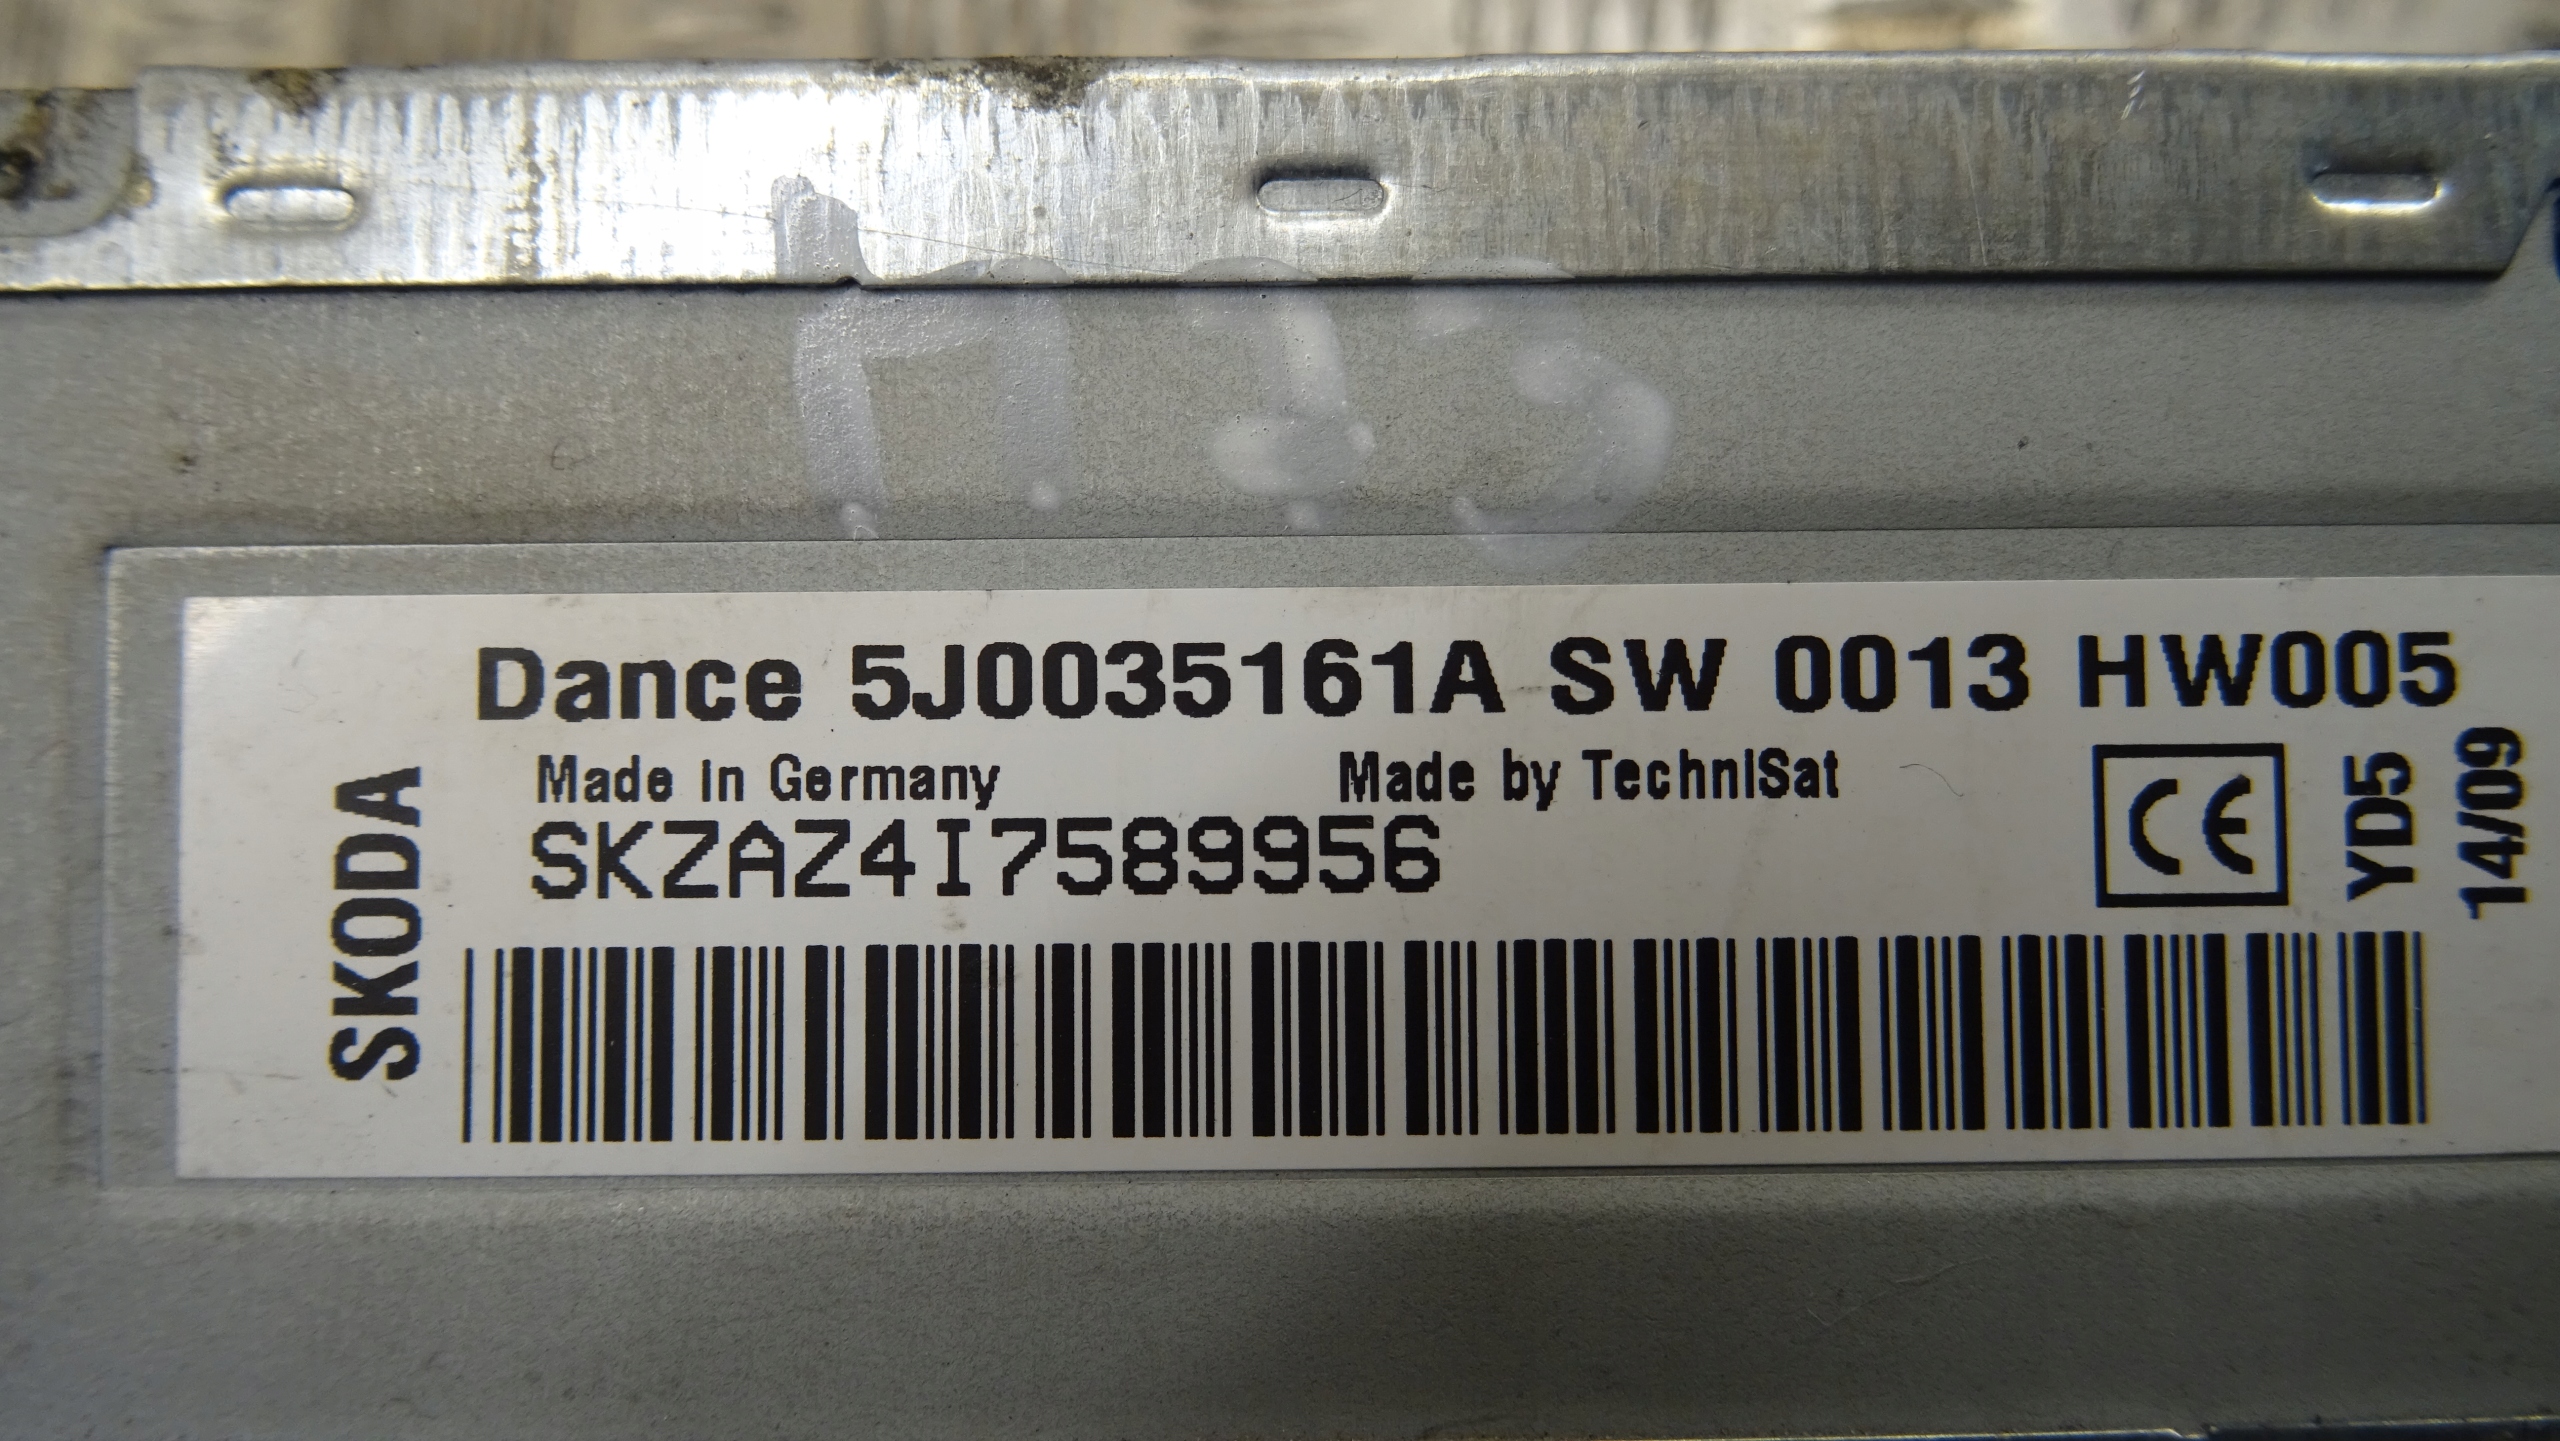 Dance 5J0035161A SW 0013 HW005
Made in Germany Made by TechniSat
SKZAZ4I7589956
SKODA
CE
YD5
14/09